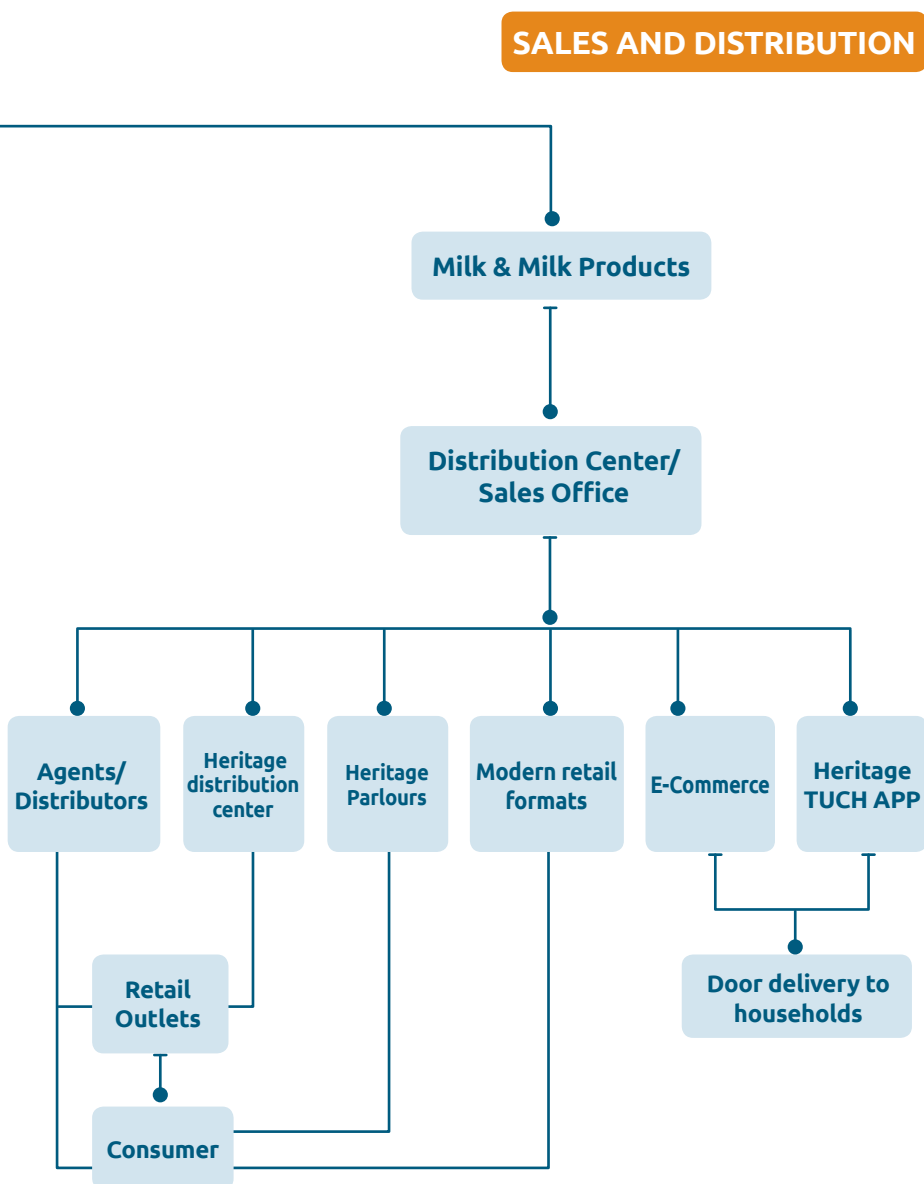 SALES AND DISTRIBUTION
Milk & Milk Products
Distribution Center/
Sales Office
Agents/
Distributors
Heritage
distribution
center
Heritage
Parlours
Modern retail
formats
E-Commerce
Heritage
TUCH APP
Retail
Outlets
Door delivery to
households
Consumer